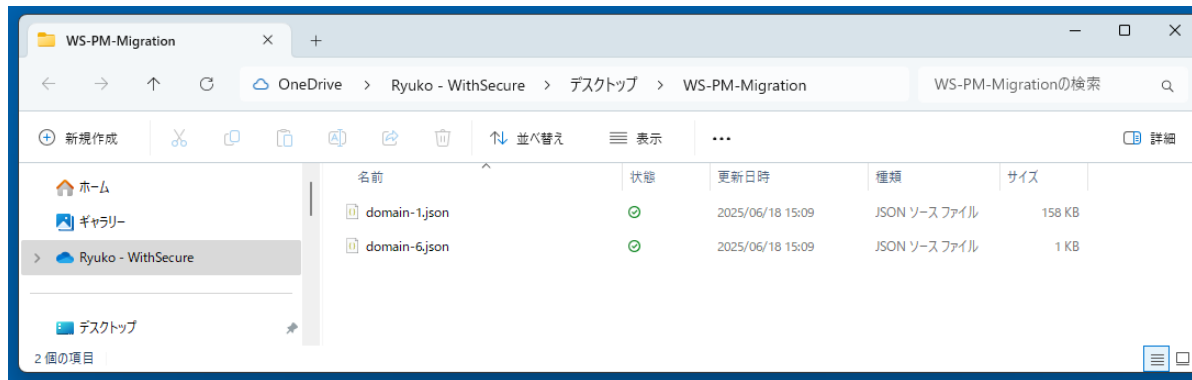 WS-PM-Migration
OneDrive > Ryuko - WithSecure > デスクトップ > WS-PM-Migration
WS-PM-Migrationの検索
新規作成
並べ替え
表示
詳細
名前 状態 更新日時 種類 サイズ
domain-1.json 2025/06/18 15:09 JSON ソース ファイル 158 KB
domain-6.json 2025/06/18 15:09 JSON ソース ファイル 1 KB
ホーム
ギャラリー
Ryuko - WithSecure
デスクトップ
2 個の項目